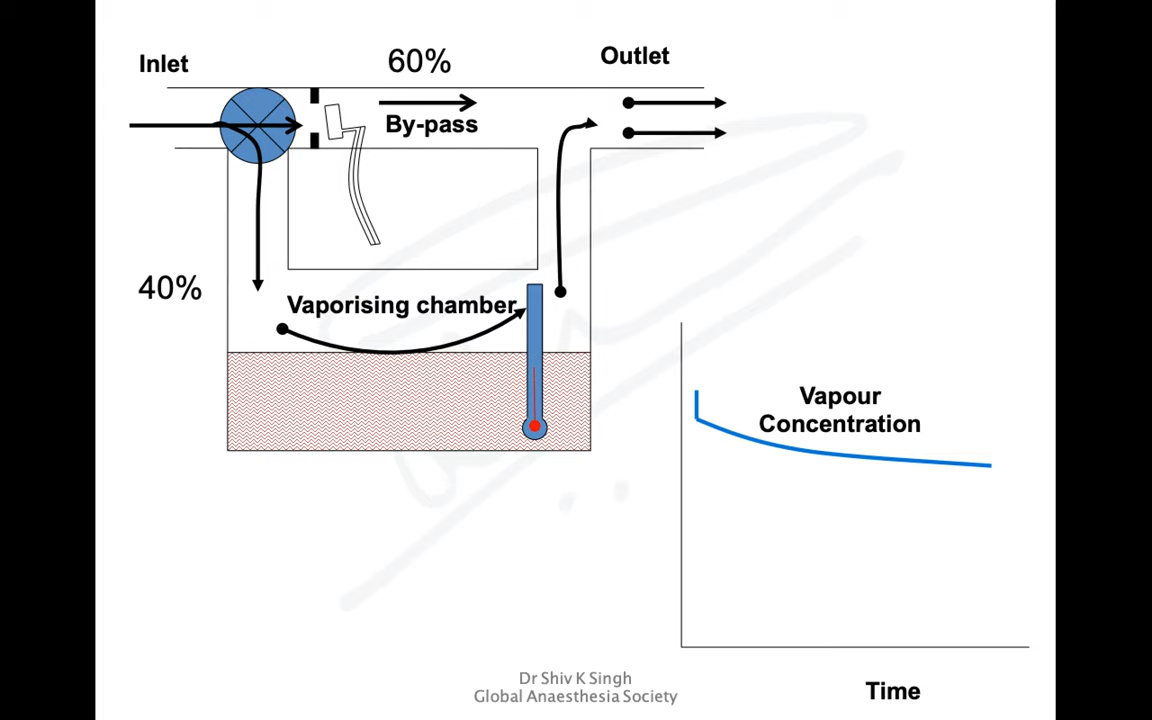 Inlet
60%
Outlet
By-pass
40%
Vaporising chamber
Vapour
Concentration
Time
Dr Shiv K Singh
Global Anaesthesia Society